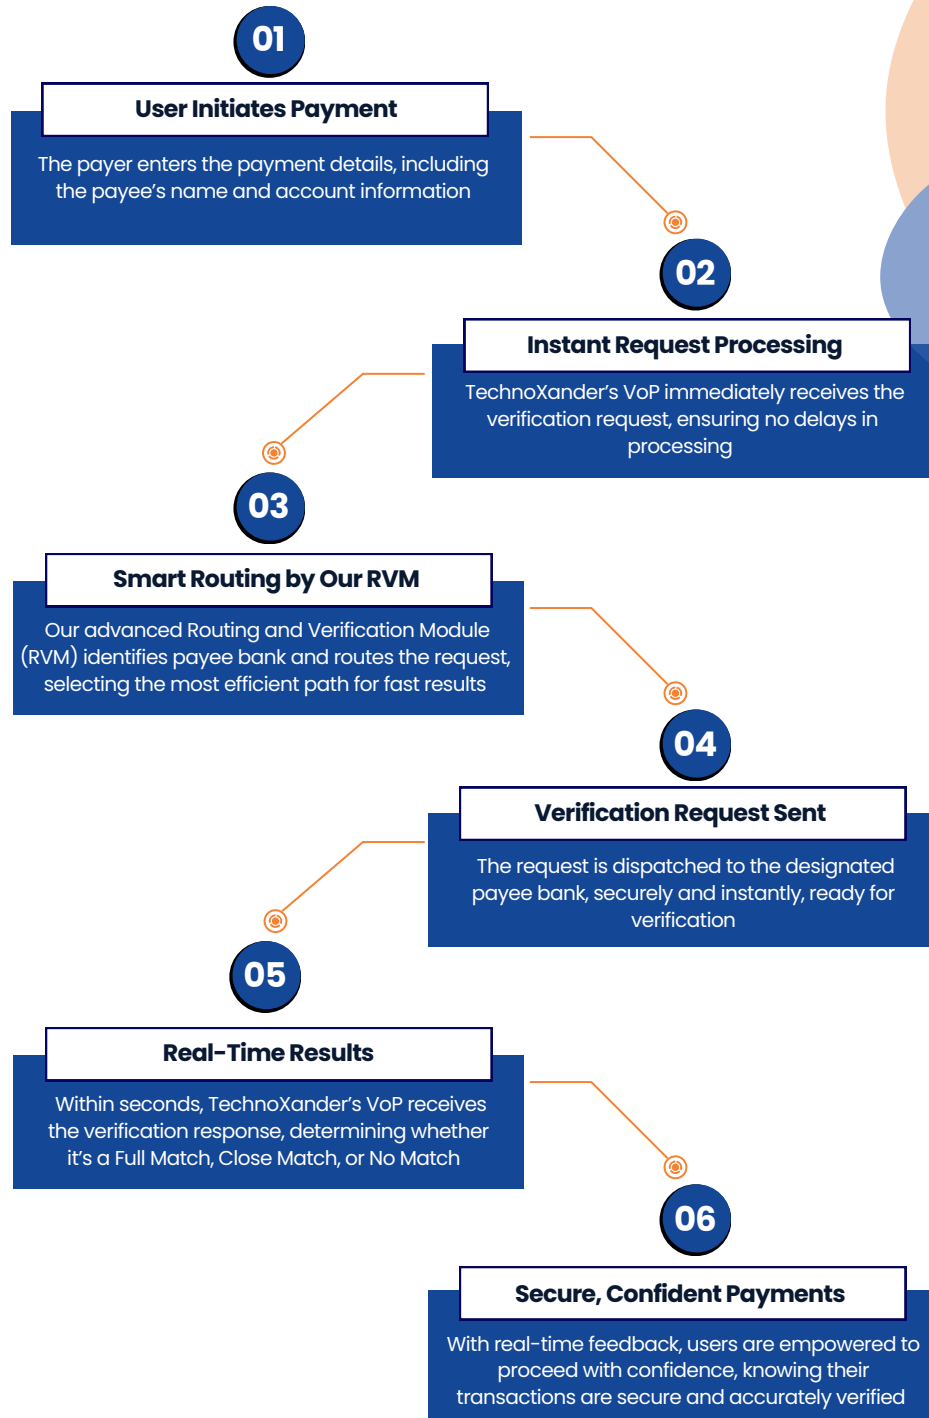 01
User Initiates Payment
The payer enters the payment details, including
the payee's name and account information
02
Instant Request Processing
TechnoXander's VoP immediately receives the
verification request, ensuring no delays in
processing
03
Smart Routing by Our RVM
Our advanced Routing and Verification Module
(RVM) identifies payee bank and routes the request,
selecting the most efficient path for fast results
04
Verification Request Sent
The request is dispatched to the designated
payee bank, securely and instantly, ready for
verification
05
Real-Time Results
Within seconds, TechnoXander's VoP receives
the verification response, determining whether
it's a Full Match, Close Match, or No Match
06
Secure, Confident Payments
With real-time feedback, users are empowered to
proceed with confidence, knowing their
transactions are secure and accurately verified